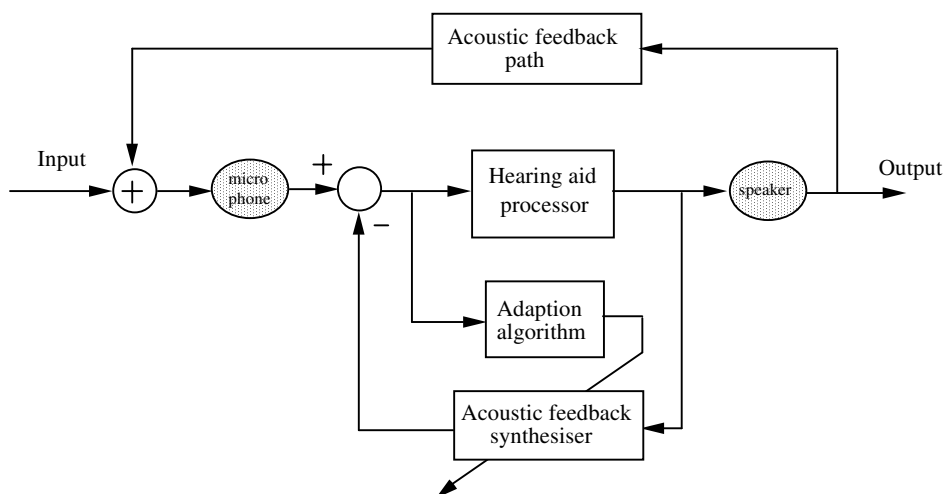 Acoustic feedback
path
Input
+
micro
phone
+
−
Hearing aid
processor
speaker
Output
Adaption
algorithm
Acoustic feedback
synthesiser